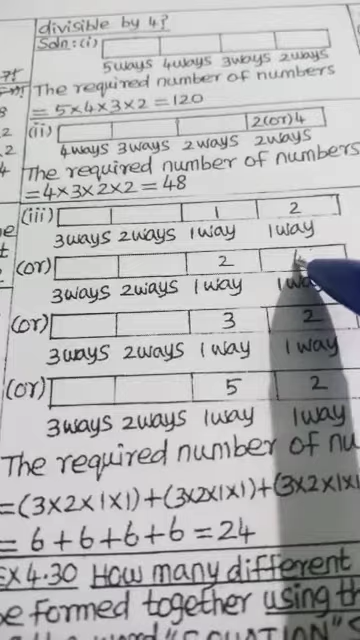 divisible by 4?
Soln: (i)
5ways 4ways 3ways 2ways
The required number of numbers
= 5×4×3×2=120
(ii) 2(or)4
4ways 3ways 2ways 2ways
The required number of numbers
=4×3×2×2=48
(iii) 1 2
3ways 2ways 1way 1way
(or) 2
3ways 2ways 1way 1way
(or) 3 2
3ways 2ways 1way 1way
(or) 5 2
3ways 2ways 1way 1way
The required number of nu
=(3×2×1×1)+(3×2×1×1)+(3×2×1×1
= 6+6+6+6=24
Ex 4.30 How many different
be formed together using th